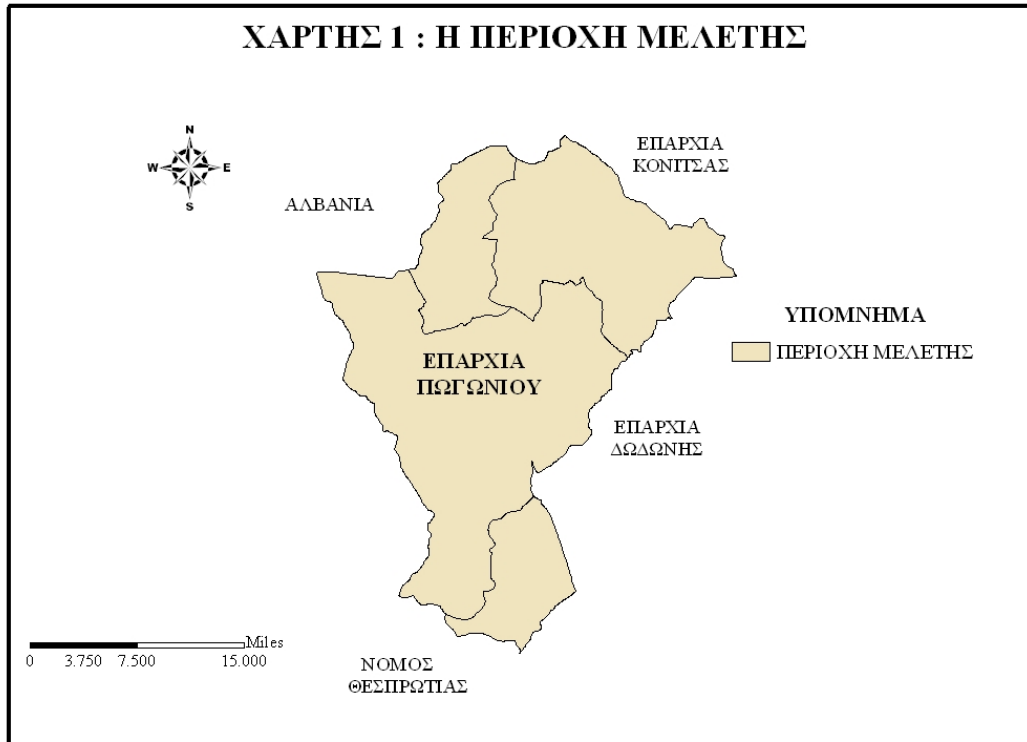 ΧΑΡΤΗΣ 1 : Η ΠΕΡΙΟΧΗ ΜΕΛΕΤΗΣ
N
W E
S
ΕΠΑΡΧΙΑ
ΚΟΝΙΤΣΑΣ
ΑΛΒΑΝΙΑ
ΥΠΟΜΝΗΜΑ
ΠΕΡΙΟΧΗ ΜΕΛΕΤΗΣ
ΕΠΑΡΧΙΑ
ΠΩΓΩΝΙΟΥ
ΕΠΑΡΧΙΑ
ΔΩΔΩΝΗΣ
Miles
0 3.750 7.500 15.000
ΝΟΜΟΣ
ΘΕΣΠΡΩΤΙΑΣ